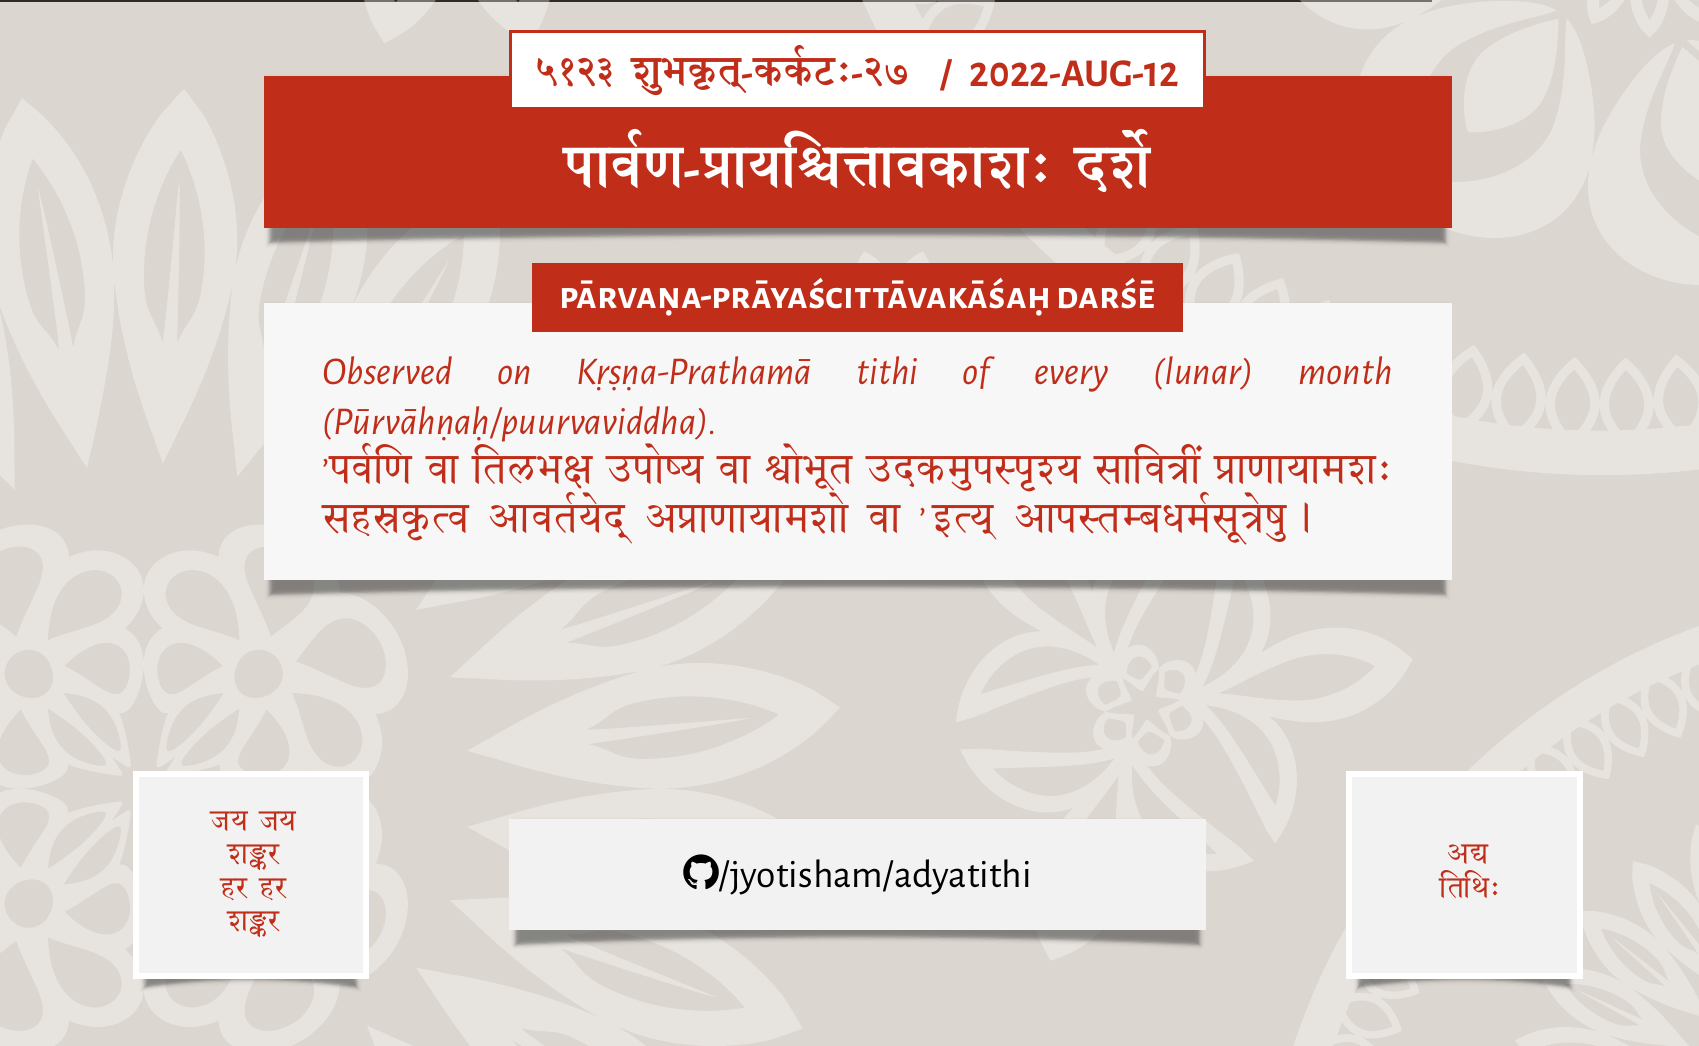 ५१२३ शुभकृत्-कर्कटः-२७ / 2022-AUG-12
पार्वण-प्रायश्चित्तावकाशः दर्शे
PĀRVAṆA-PRĀYAŚCITTĀVAKĀŚAḤ DARŚĒ
Observed on Kṛṣṇa-Prathamā tithi of every (lunar) month
(Pūrvāhṇaḥ/puurvaviddha).
’पर्वणि वा तिलभक्ष उपोष्य वा श्वोभूत उदकमुपस्पृश्य सावित्रीं प्राणायामशः
सहस्रकृत्व आवर्तयेद् अप्राणायामशो वा ’इत्य् आपस्तम्बधर्मसूत्रेषु।
जय जय
शङ्कर
हर हर
शङ्कर
/jyotisham/adyatithi
अद्य
तिथिः